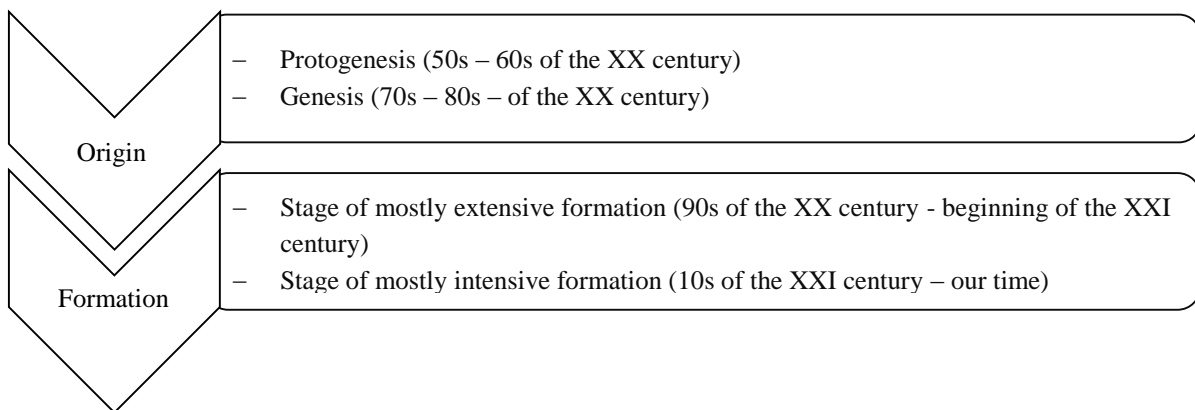 – Protogenesis (50s – 60s of the XX century)
– Genesis (70s – 80s – of the XX century)
Origin
– Stage of mostly extensive formation (90s of the XX century - beginning of the XXI
century)
– Stage of mostly intensive formation (10s of the XXI century – our time)
Formation